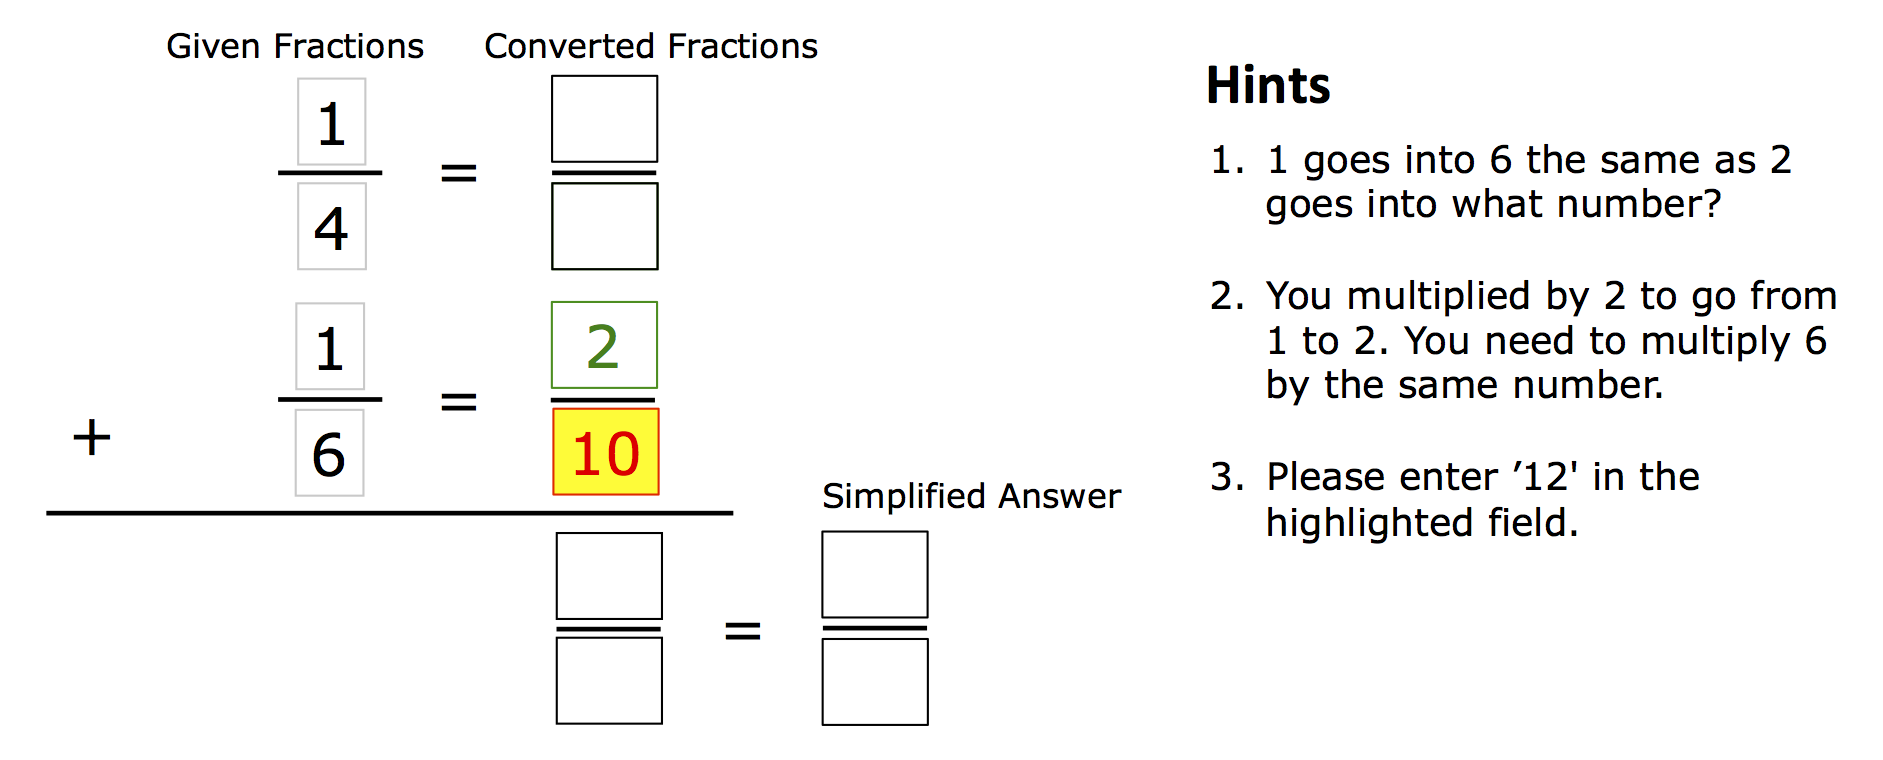 Given Fractions Converted Fractions
1
4
=
1
6
=
2
10
+
Simplified Answer
=
Hints
1. 1 goes into 6 the same as 2
goes into what number?
2. You multiplied by 2 to go from
1 to 2. You need to multiply 6
by the same number.
3. Please enter ’12' in the
highlighted field.